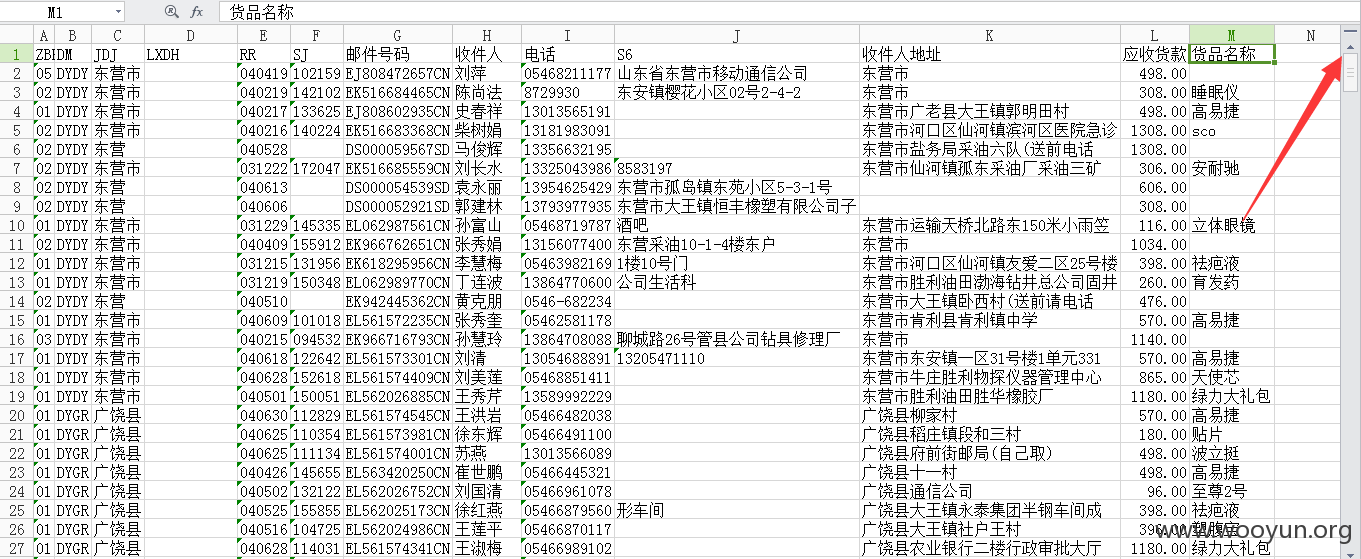 M1 fx 货品名称
A B C D E F G H I J K L M N
1 ZBI DM JDJ LXDH RR SJ 邮件号码 收件人 电话 S6 收件人地址 应收货款 货品名称
2 05 DYDY 东营市 040419 102159 EJ808472657CN 刘萍 05468211177 山东省东营市移动通信公司 东营市 498.00
3 02 DYDY 东营市 040219 142102 EK516684465CN 陈尚法 8729930 东安镇樱花小区02号2-4-2 东营市 308.00 睡眠仪
4 01 DYDY 东营市 040217 133625 EJ808602935CN 史春祥 13013565191 东营市广老县大王镇郭明田村 498.00 高易捷
5 01 DYDY 东营市 040216 140224 EK516683368CN 柴树娟 13181983091 东营市河口区仙河镇滨河区医院急诊 1308.00 sco
6 02 DYDY 东营 040528 DS000059567SD 马俊辉 13356632195 东营市盐务局采油六队(送前电话 1308.00
7 02 DYDY 东营市 031222 172047 EK516685559CN 刘长水 13325043986 8583197 东营市仙河镇孤东采油厂采油三矿 306.00 安耐驰
8 02 DYDY 东营 040613 DS000054539SD 袁永丽 13954625429 东营市孤岛镇东苑小区5-3-1号 606.00
9 02 DYDY 东营 040606 DS000052921SD 郭建林 13793977935 东营市大王镇恒丰橡塑有限公司子 308.00
10 01 DYDY 东营市 031229 145335 EL062987561CN 孙富山 05468719787 酒吧 东营市运输天桥北路东150米小雨笠 116.00 立体眼镜
11 02 DYDY 东营市 040409 155912 EK966762651CN 张秀娟 13156077400 东营采油10-1-4楼东户 东营市 1034.00
12 01 DYDY 东营市 031215 131956 EK618295956CN 李慧梅 05463982169 1楼10号门 东营市河口区仙河镇友爱二区25号楼 398.00 祛疤液
13 01 DYDY 东营市 031219 150348 EL062989770CN 丁连波 13864770600 公司生活科 东营市胜利油田渤海钻井总公司固井 260.00 育发药
14 02 DYDY 东营 040510 EK942445362CN 黄克朋 0546-682234 东营市大王镇卧西村(送前请电话 476.00
15 01 DYDY 东营市 040609 101018 EL561572235CN 张秀奎 05462581178 东营市肯利县肯利镇中学 570.00 高易捷
16 03 DYDY 东营市 040215 094532 EK966716793CN 孙慧玲 13864708088 聊城路26号管县公司钻具修理厂 东营市 1140.00
17 01 DYDY 东营市 040618 122642 EL561573301CN 刘清 13054688891 13205471110 东营市东安镇一区31号楼1单元331 570.00 高易捷
18 01 DYDY 东营市 040628 152618 EL561574409CN 刘美莲 05468851411 东营市牛庄胜利物探仪器管理中心 865.00 天使芯
19 01 DYDY 东营市 040501 150051 EL562026885CN 王秀芹 13589992229 东营市胜利油田胜华橡胶厂 1180.00 绿力大礼包
20 01 DYGR 广饶县 040630 112829 EL561574545CN 王洪岩 05466482038 广饶县柳家村 570.00 高易捷
21 01 DYGR 广饶县 040625 110354 EL561573981CN 徐东辉 05466491100 广饶县稻庄镇段和三村 180.00 贴片
22 01 DYGR 广饶县 040625 111134 EL561574001CN 苏燕 13013566089 广饶县府前街邮局(自己取) 498.00 波立挺
23 01 DYGR 广饶县 040426 145655 EL563420250CN 崔世鹏 05466445321 广饶县十一村 498.00 高易捷
24 01 DYGR 广饶县 040502 132122 EL562026752CN 刘国清 05466961078 广饶县通信公司 96.00 至尊2号
25 01 DYGR 广饶县 040525 155855 EL562025173CN 徐红燕 05466879560 形车间 广饶县大王镇永泰集团半钢车间成 398.00 祛疤液
26 01 DYGR 广饶县 040516 104725 EL562024986CN 王莲平 05466870117 广饶县大王镇社户王村
27 01 DYGR 广饶县 040628 114031 EL561574341CN 王淑梅 05466989102 广饶县农业银行二楼行政审批大厅 1180.00 绿力大礼包
www.wooyun.org